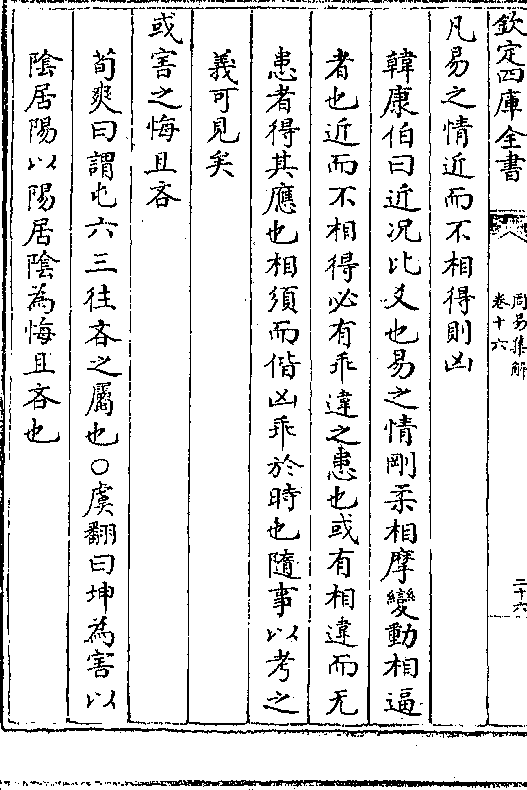 欽定四庫全書
周易集解
卷十六
二十六
凡易之情近而不相得則凶
韓康伯曰近况比爻也易之情剛柔相摩變動相逼
者也近而不相得必有乖違之患也或有相違而无
患者得其應也相須而偕凶乖於時也隨事以考之
義可見矣
或害之悔且吝
荀爽曰謂屯六三往吝之屬也○虞翻曰坤為害以
陰居陽以陽居陰為悔且吝也